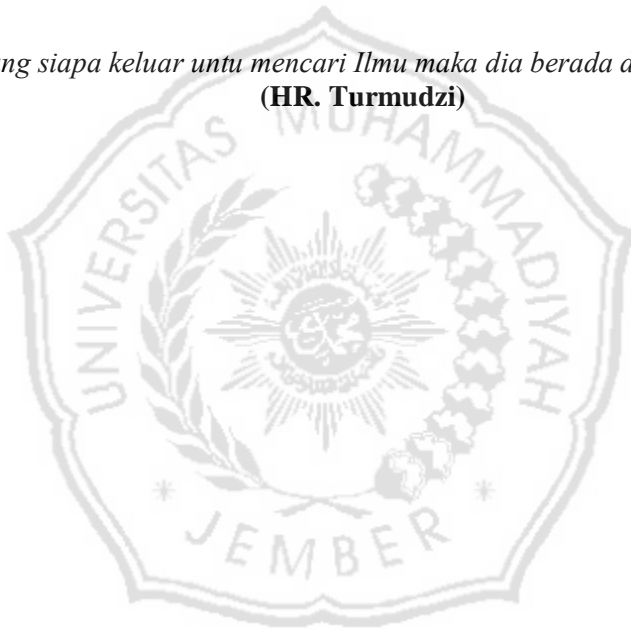 ng siapa keluar untu mencari Ilmu maka dia berada d
(HR. Turmudzi)
UNIVERSITAS MUHAMMADIYAH
JEMBER